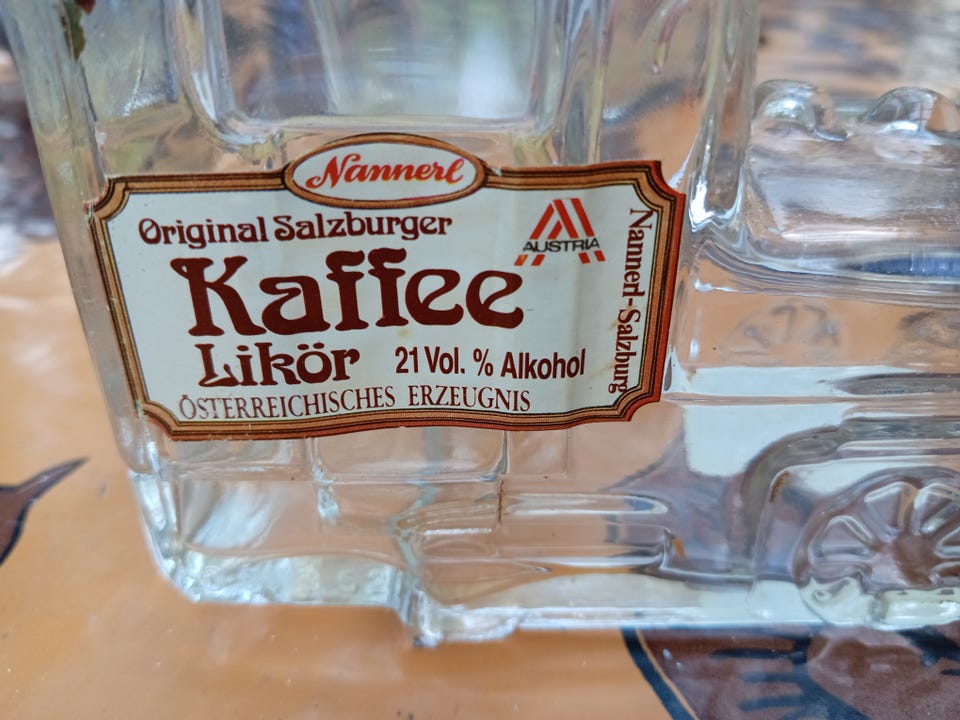 Nannerl
Original Salzburger
AUSTRIA
Kaffee
Likör
21 Vol. % Alkohol
ÖSTERREICHISCHES ERZEUGNIS
Nannerl-Salzburg